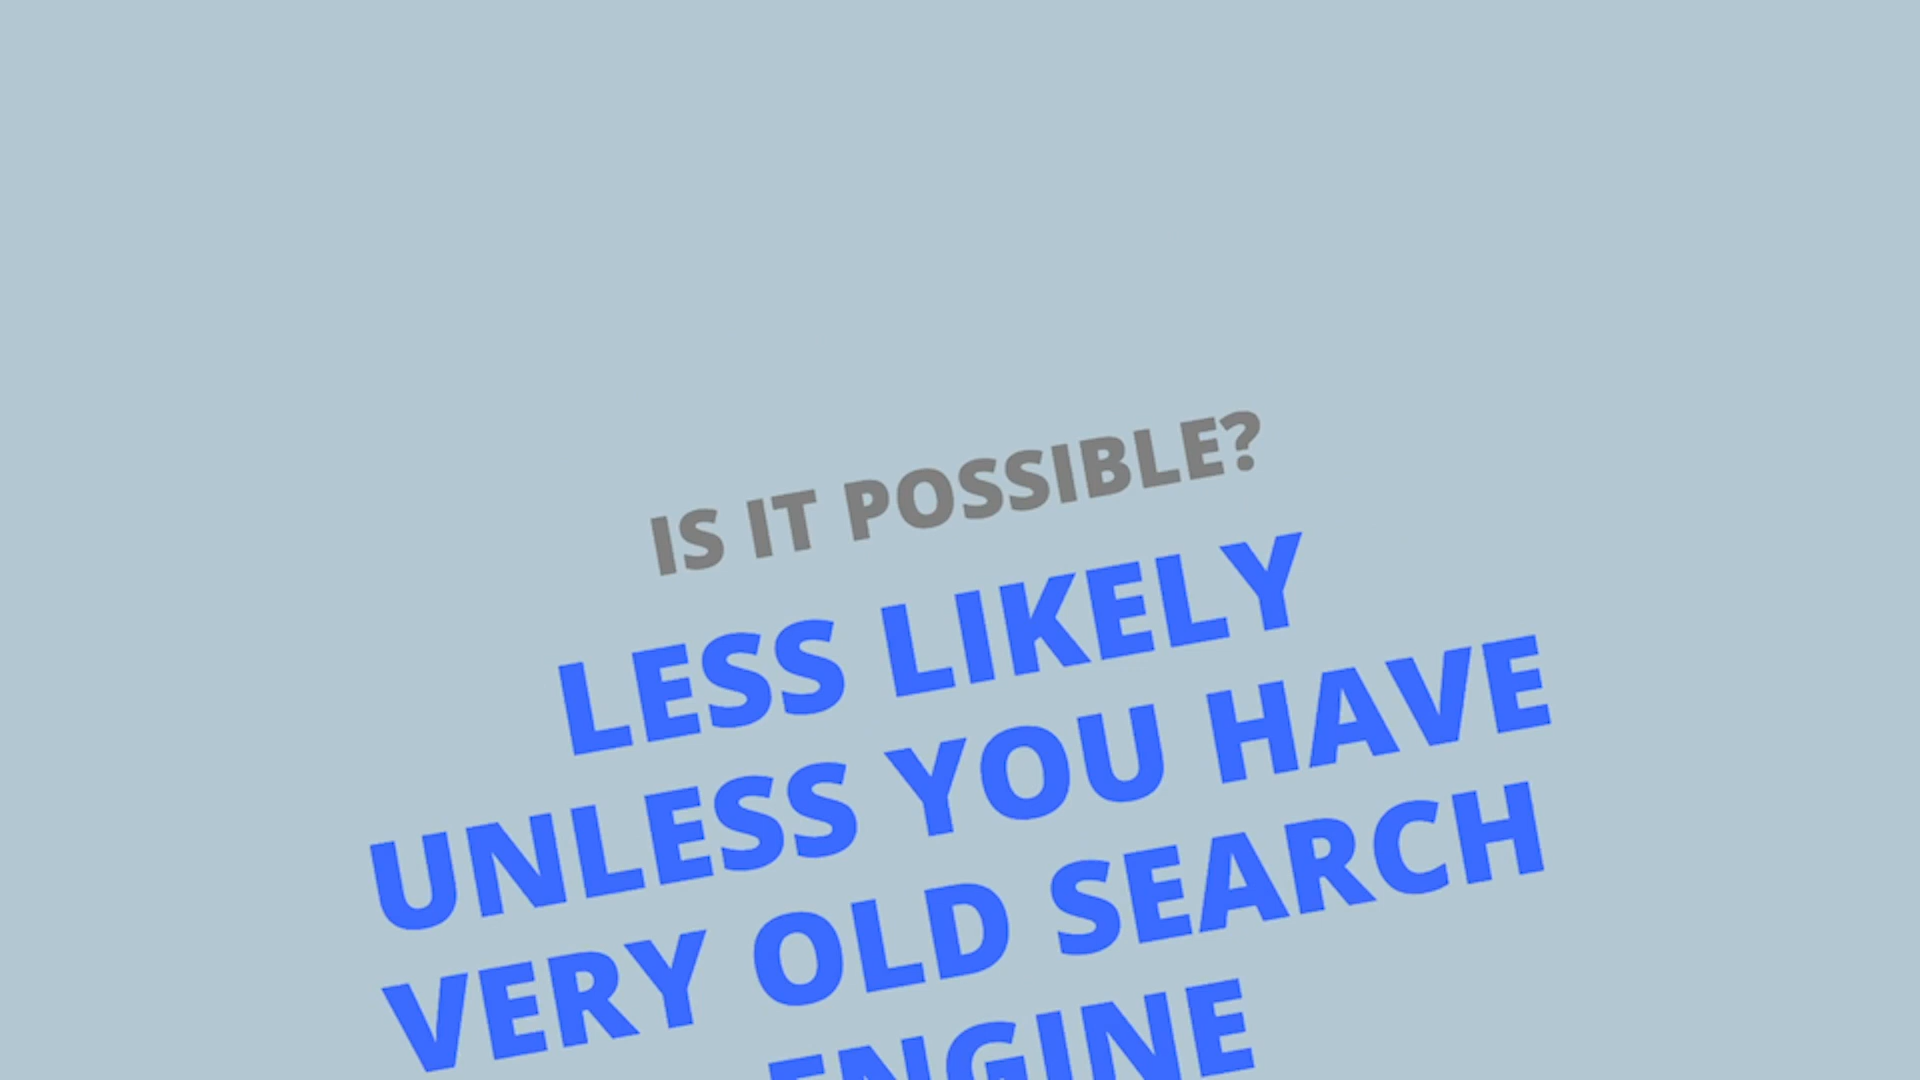 IS IT POSSIBLE?
LESS LIKELY
UNLESS YOU HAVE
VERY OLD SEARCH
ENGINE